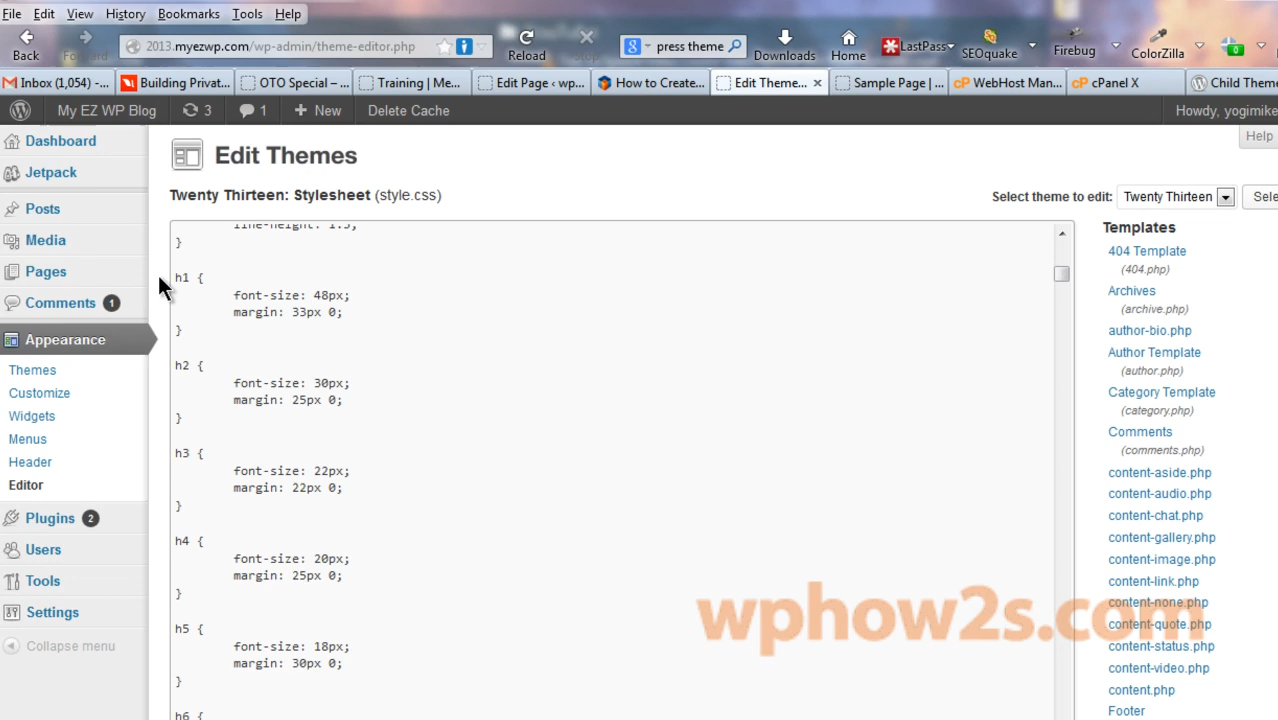 File Edit View History Bookmarks Tools Help
Back Forward 2013.myezwp.com/wp-admin/theme-editor.php Reload Stop press theme Downloads Home LastPass SEOquake Firebug ColorZilla 0
Inbox (1,054) -... Building Privat... OTO Special – ... Training | Me... Edit Page ‹ wp... How to Create... Edit Theme... × Sample Page | ... WebHost Man... cPanel X Child Theme
My EZ WP Blog 3 1 + New Delete Cache Howdy, yogimike
Help
Dashboard
Jetpack
Posts
Media
Pages
Comments 1
Appearance
Themes
Customize
Widgets
Menus
Header
Editor
Plugins 2
Users
Tools
Settings
Collapse menu
Edit Themes
Twenty Thirteen: Stylesheet (style.css)
Select theme to edit: Twenty Thirteen Sele
line-height: 1.5;
}
h1 {
font-size: 48px;
margin: 33px 0;
}
h2 {
font-size: 30px;
margin: 25px 0;
}
h3 {
font-size: 22px;
margin: 22px 0;
}
h4 {
font-size: 20px;
margin: 25px 0;
}
h5 {
font-size: 18px;
margin: 30px 0;
}
h6 {
Templates
404 Template
(404.php)
Archives
(archive.php)
author-bio.php
Author Template
(author.php)
Category Template
(category.php)
Comments
(comments.php)
content-aside.php
content-audio.php
content-chat.php
content-gallery.php
content-image.php
content-link.php
content-none.php
content-quote.php
content-status.php
content-video.php
content.php
Footer
wphow2s.com